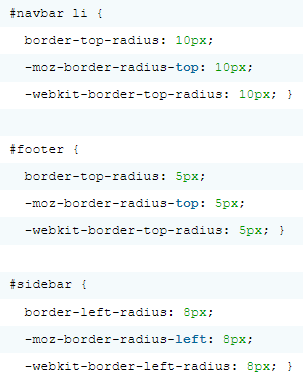 #navbar li {
border-top-radius: 10px;
-moz-border-radius-top: 10px;
-webkit-border-top-radius: 10px; }
#footer {
border-top-radius: 5px;
-moz-border-radius-top: 5px;
-webkit-border-top-radius: 5px; }
#sidebar {
border-left-radius: 8px;
-moz-border-radius-left: 8px;
-webkit-border-left-radius: 8px; }